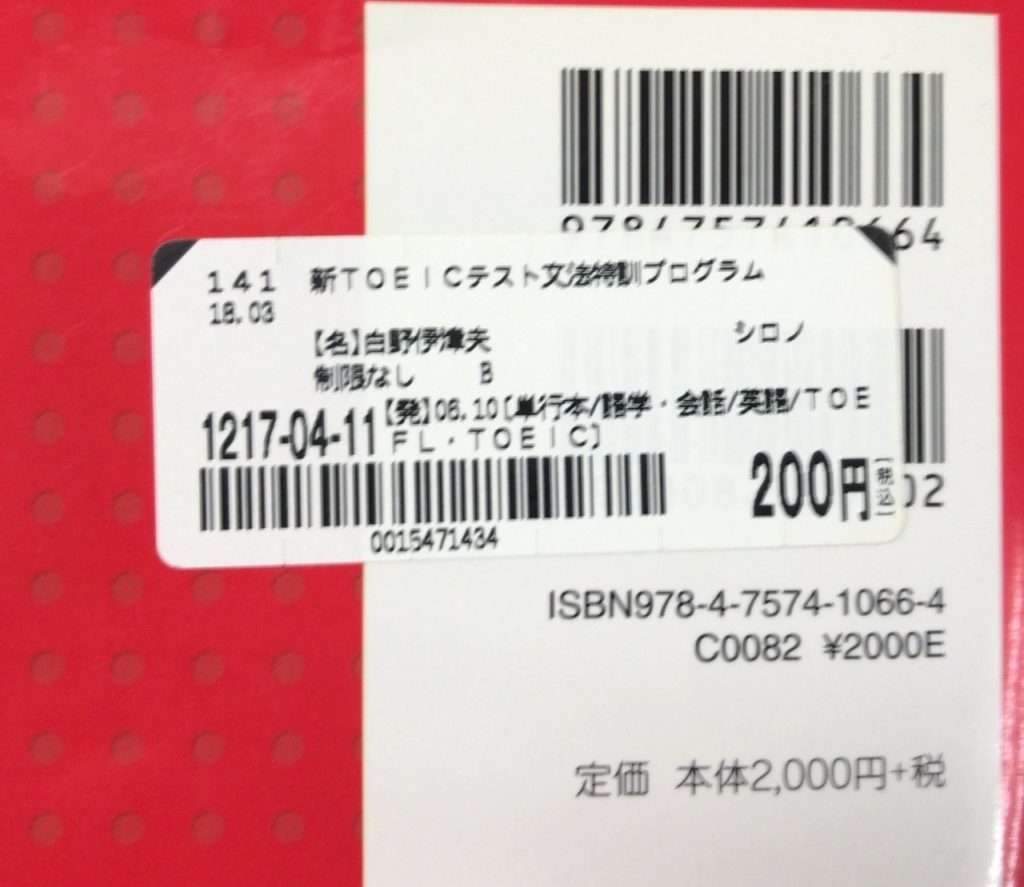 64
141 新TOEICテスト文法特訓プログラム
18.03
【名】白野伊津夫 シロノ
制限なし B
1217-04-11 【発】06.10[単行本/語学・会話/英語/TOE
FL・TOEIC]
200円 [税込]
02
0015471434
ISBN978-4-7574-1066-4
C0082 ¥2000E
定価 本体2,000円+税